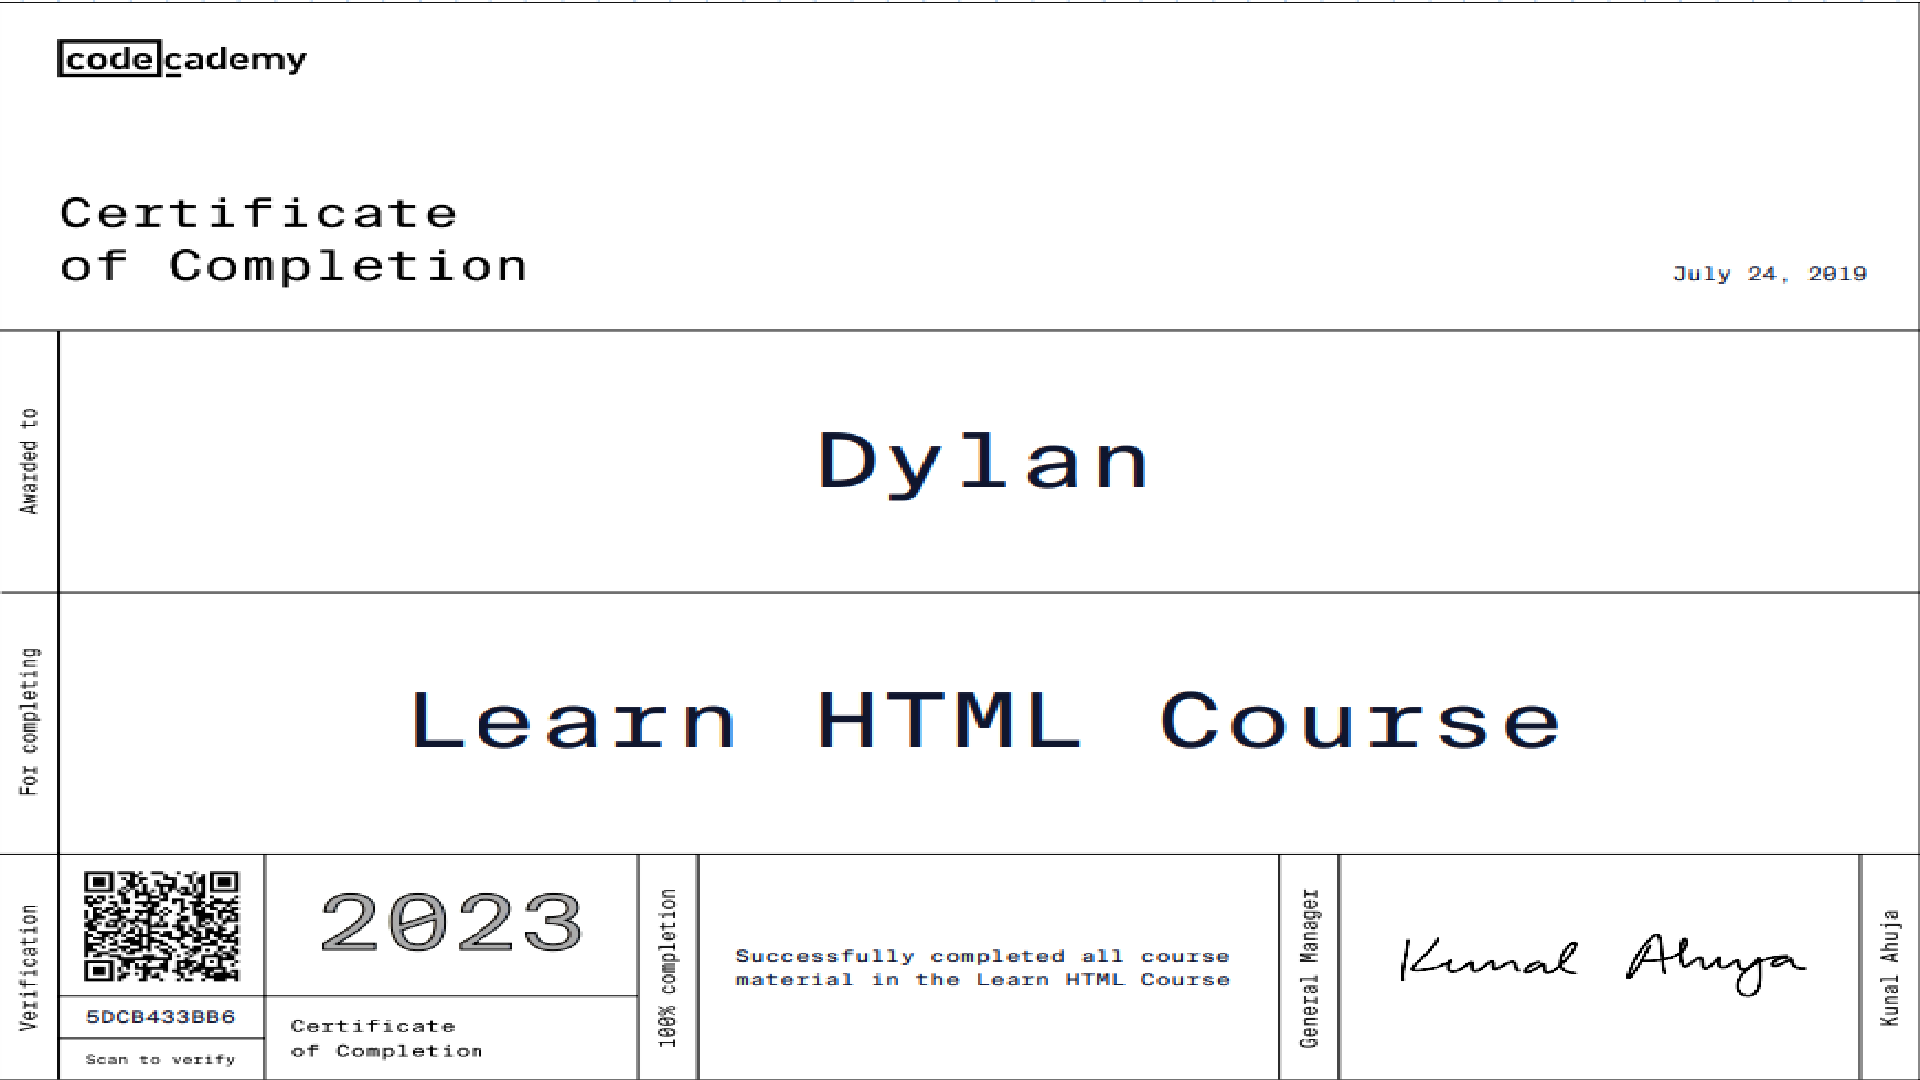 codecademy
Certificate
of Completion
July 24, 2019
Awarded to
Dylan
For completing
Learn HTML Course
Verification
5DCB433BB6
Scan to verify
2023
Certificate
of Completion
100% completion
Successfully completed all course
material in the Learn HTML Course
General Manager
Kunal Ahuja
Kunal Ahuja